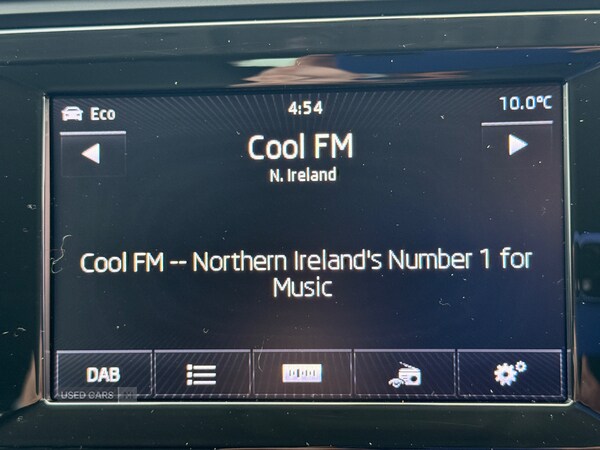 Eco
4:54
10.0°C
Cool FM
N. Ireland
Cool FM -- Northern Ireland's Number 1 for
Music
DAB
USED CARS NI